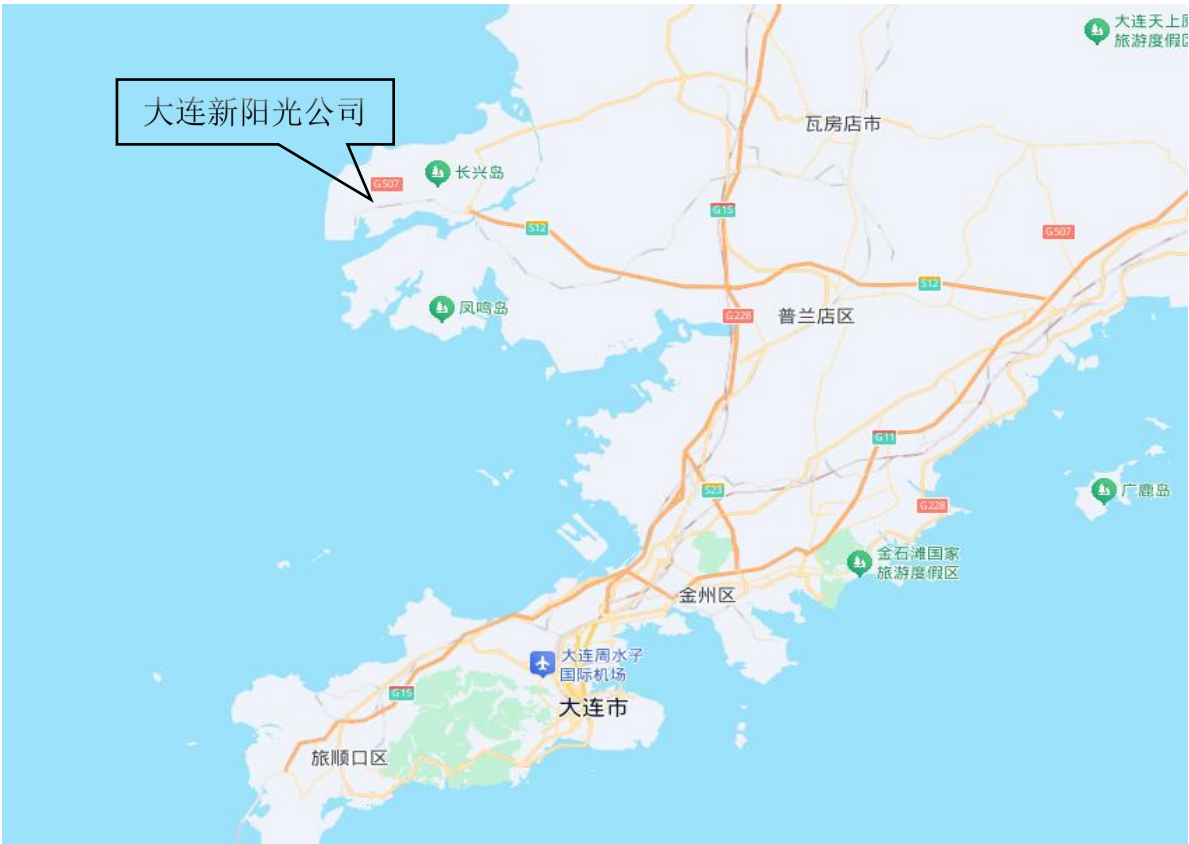 大连天上
旅游度假区
大连新阳光公司
瓦房店市
长兴岛
G507
G15
S12
G507
S12
凤鸣岛
G228
普兰店区
G11
S23
广鹿岛
G228
金石滩国家
旅游度假区
金州区
大连周水子
国际机场
G15
大连市
旅顺口区